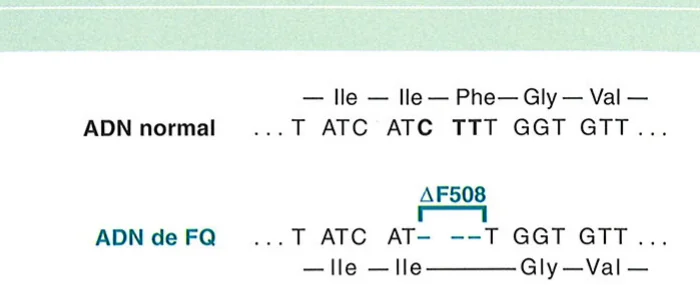 — Ile — Ile — Phe — Gly — Val —
ADN normal ... T ATC ATC TTT GGT GTT ...
ΔF508
ADN de FQ ... T ATC AT– ––T GGT GTT ...
— Ile — Ile ——— Gly — Val —